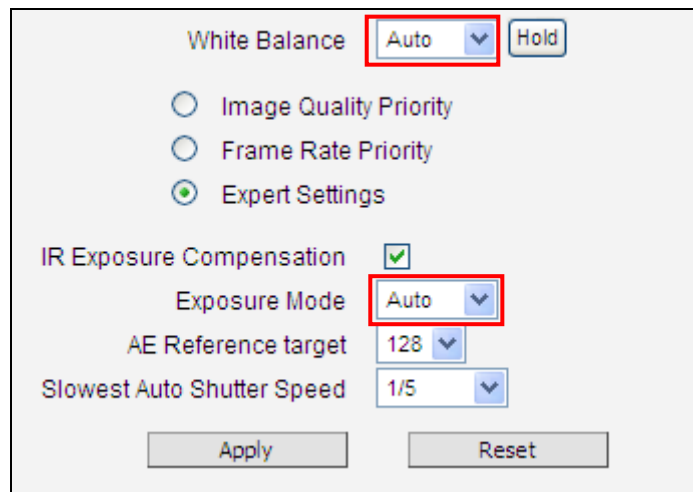 White Balance Auto Hold
Image Quality Priority
Frame Rate Priority
Expert Settings
IR Exposure Compensation
Exposure Mode Auto
AE Reference target 128
Slowest Auto Shutter Speed 1/5
Apply Reset